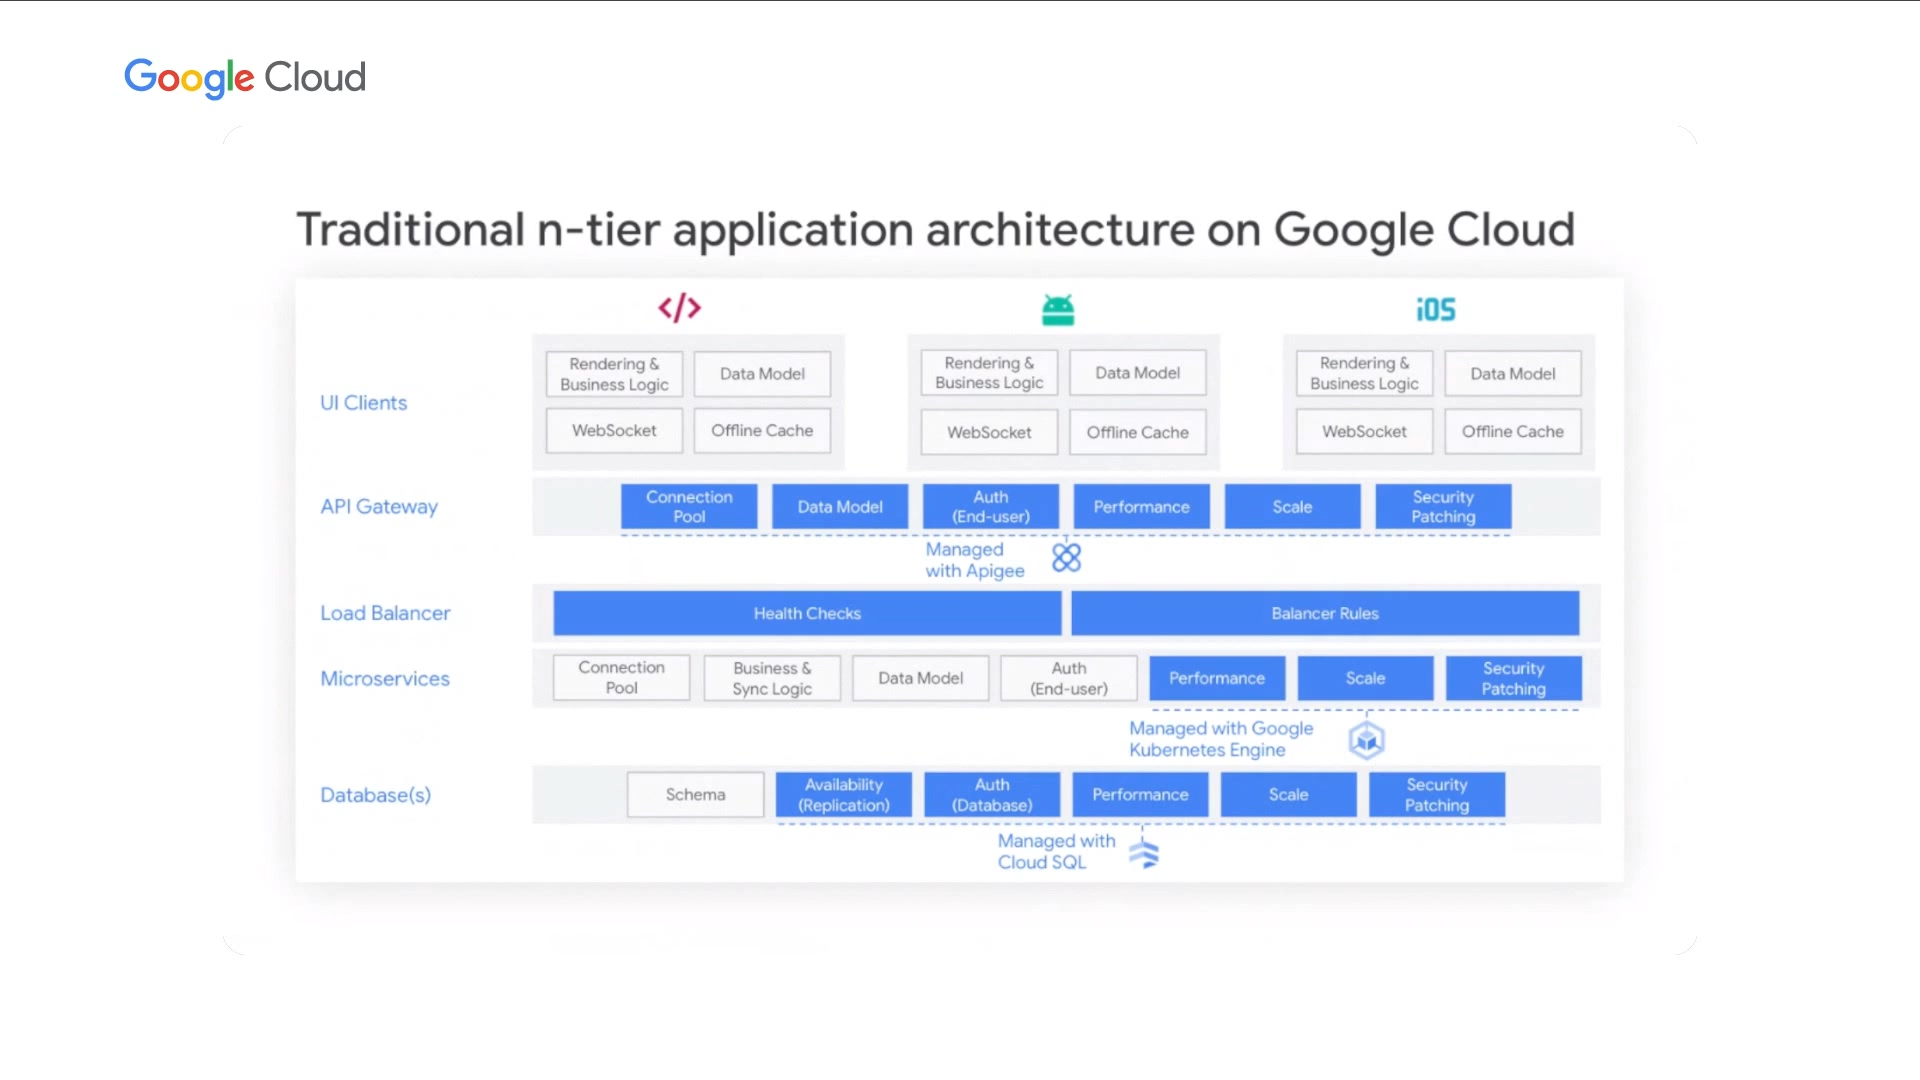 Google Cloud
Traditional n-tier application architecture on Google Cloud
</>
iOS
UI Clients
Rendering &
Business Logic
Data Model
WebSocket
Offline Cache
Rendering &
Business Logic
Data Model
WebSocket
Offline Cache
Rendering &
Business Logic
Data Model
WebSocket
Offline Cache
API Gateway
Connection
Pool
Data Model
Auth
(End-user)
Performance
Scale
Security
Patching
Managed
with Apigee
Load Balancer
Health Checks
Balancer Rules
Microservices
Connection
Pool
Business &
Sync Logic
Data Model
Auth
(End-user)
Performance
Scale
Security
Patching
Managed with Google
Kubernetes Engine
Database(s)
Schema
Availability
(Replication)
Auth
(Database)
Performance
Scale
Security
Patching
Managed with
Cloud SQL